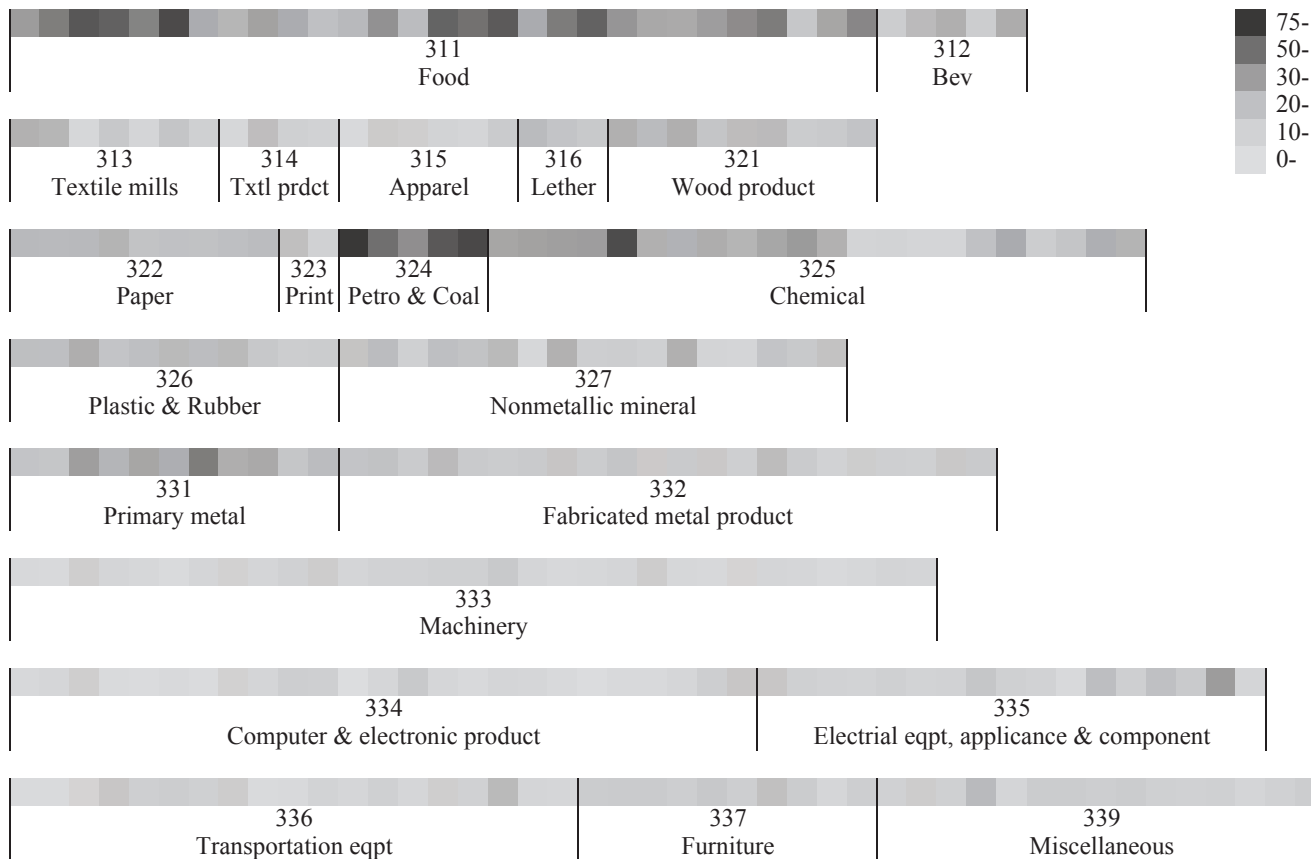 311 312
Food Bev
75-
50-
30-
20-
10-
0-
313 314 315 316 321
Textile mills Txtl prdct Apparel Lether Wood product
322 323 324 325
Paper Print Petro & Coal Chemical
326 327
Plastic & Rubber Nonmetallic mineral
331 332
Primary metal Fabricated metal product
333
Machinery
334 335
Computer & electronic product Electrial eqpt, applicance & component
336 337 339
Transportation eqpt Furniture Miscellaneous